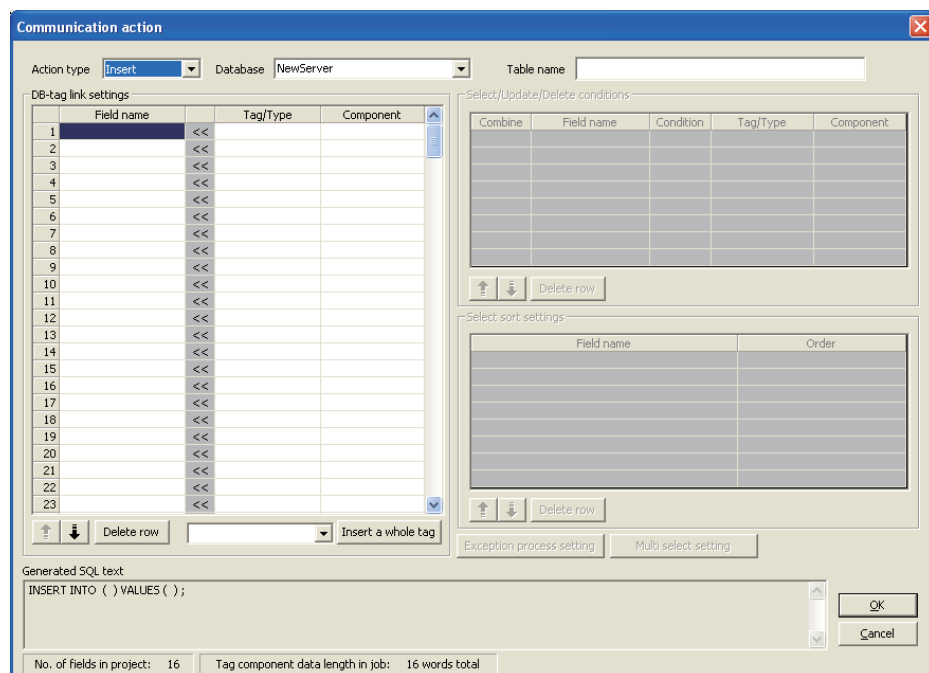 Communication action
Action type Insert Database NewServer Table name
DB-tag link settings
Field name Tag/Type Component
1 <<
2 <<
3 <<
4 <<
5 <<
6 <<
7 <<
8 <<
9 <<
10 <<
11 <<
12 <<
13 <<
14 <<
15 <<
16 <<
17 <<
18 <<
19 <<
20 <<
21 <<
22 <<
23 <<
Delete row Insert a whole tag
Select/Update/Delete conditions
Combine Field name Condition Tag/Type Component
Delete row
Select sort settings
Field name Order
Delete row
Exception process setting Multi select setting
Generated SQL text
INSERT INTO ( ) VALUES ( );
OK
Cancel
No. of fields in project: 16 Tag component data length in job: 16 words total